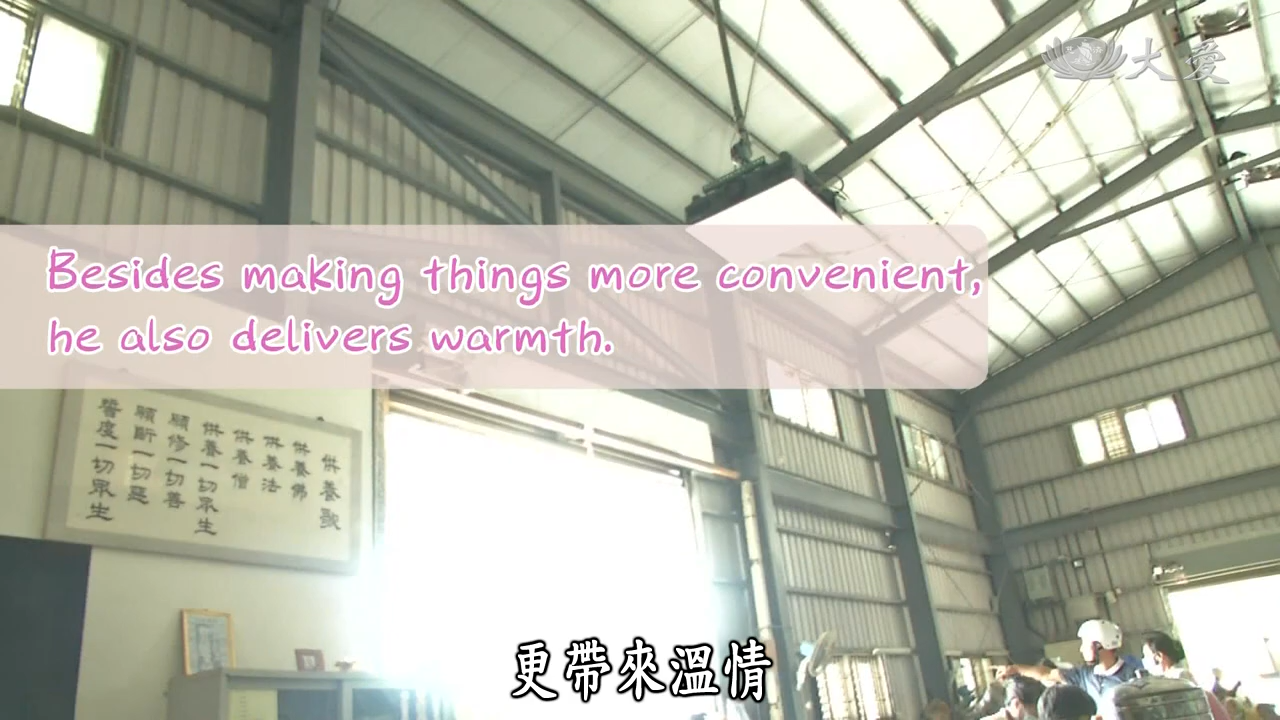 大愛
Besides making things more convenient,
he also delivers warmth.
供養歌
供養佛
供養法
供養僧
供養一切眾生
願修一切善
願斷一切惡
誓度一切眾生
更帶來溫情